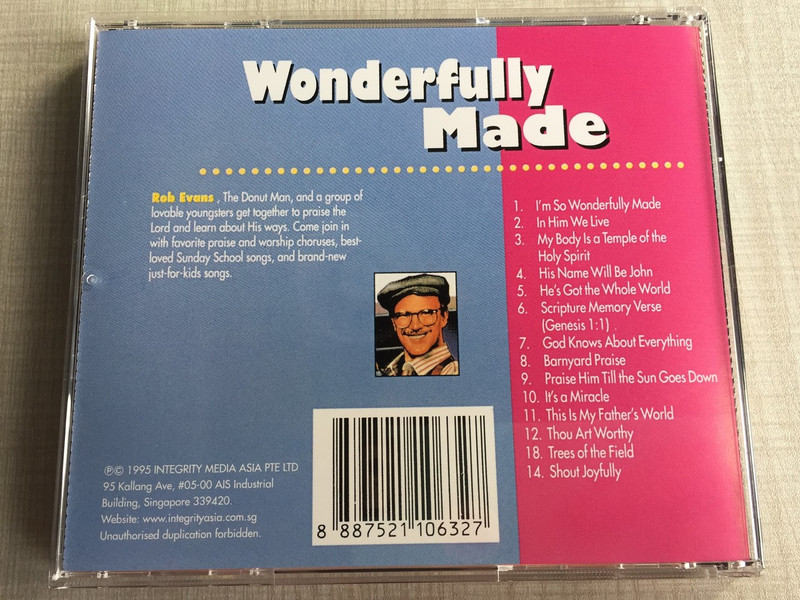 Wonderfully
Made
Rob Evans , The Donut Man, and a group of
lovable youngsters get together to praise the
Lord and learn about His ways. Come join in
with favorite praise and worship choruses, best-
loved Sunday School songs, and brand-new
just-for-kids songs.
1. I'm So Wonderfully Made
2. In Him We Live
3. My Body Is a Temple of the
Holy Spirit
4. His Name Will Be John
5. He's Got the Whole World
6. Scripture Memory Verse
(Genesis 1:1) .
7. God Knows About Everything
8. Barnyard Praise
9. Praise Him Till the Sun Goes Down
10. It's a Miracle
11. This Is My Father's World
12. Thou Art Worthy
18. Trees of the Field
14. Shout Joyfully
℗© 1995 INTEGRITY MEDIA ASIA PTE LTD
95 Kallang Ave, #05-00 AIS Industrial
Building, Singapore 339420.
Website: www.integrityasia.com.sg
Unauthorised duplication forbidden.
8 887521 106327